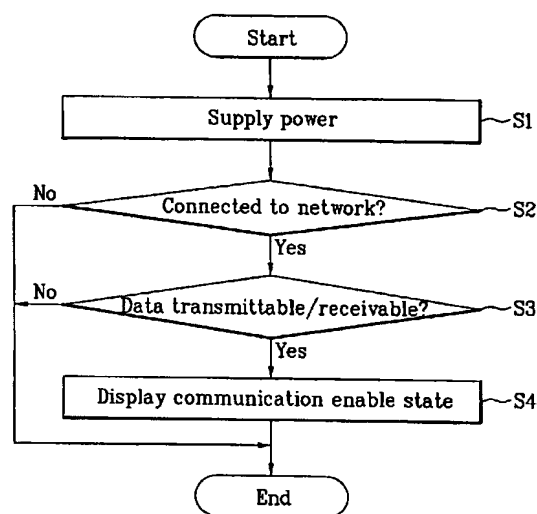 Start
Supply power
S1
No
Connected to network?
S2
Yes
No
Data transmittable/receivable?
S3
Yes
Display communication enable state
S4
End